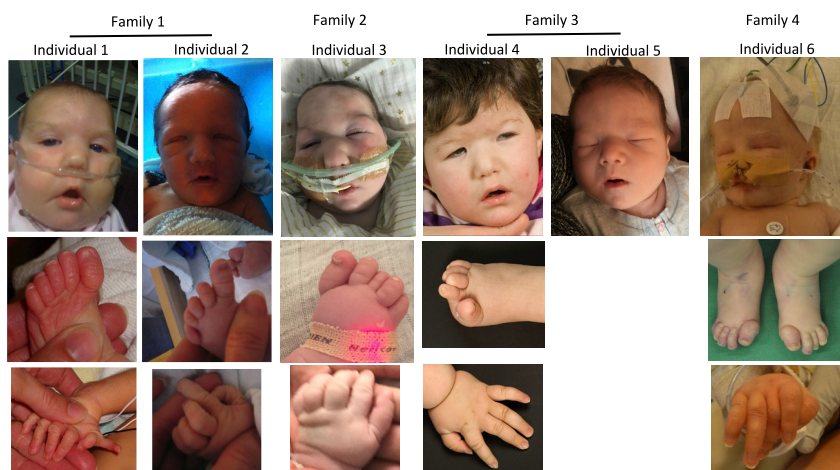 Family 1
Family 2
Family 3
Family 4
Individual 1
Individual 2
Individual 3
Individual 4
Individual 5
Individual 6
Nellcor